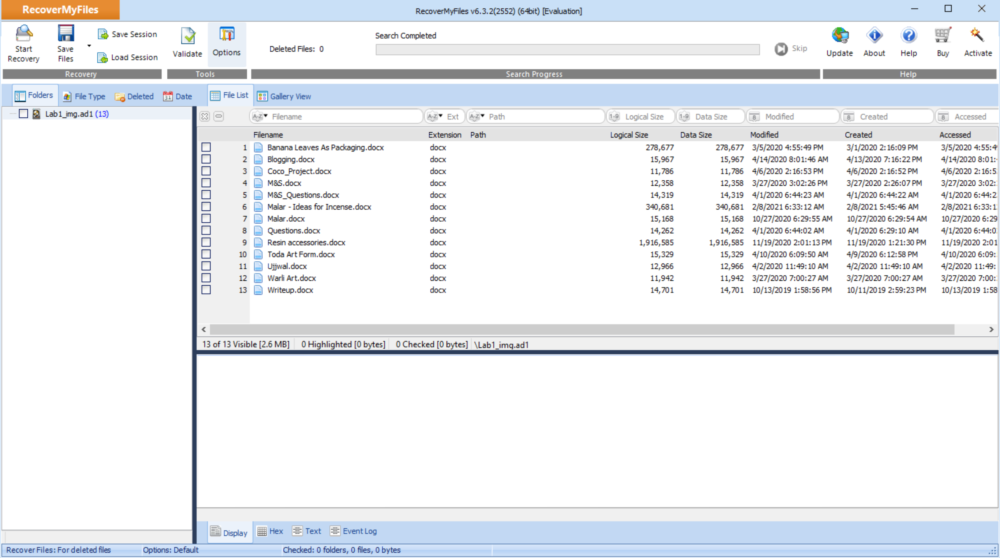 RecoverMyFiles
RecoverMyFiles v6.3.2(2552) (64bit) [Evaluation]
Start Recovery
Save Files
Save Session
Load Session
Validate
Options
Deleted Files: 0
Search Completed
Skip
Update
About
Help
Buy
Activate
Recovery
Tools
Search Progress
Help
Folders
File Type
Deleted
Date
File List
Gallery View
Lab1_img.ad1 (13)
Filename Ext Path Logical Size Data Size Modified Created Accessed
Filename Extension Path Logical Size Data Size Modified Created Accessed
1 Banana Leaves As Packaging.docx docx 278,677 278,677 3/5/2020 4:55:49 PM 3/1/2020 2:16:09 PM 3/5/2020 4:55:4
2 Blogging.docx docx 15,967 15,967 4/14/2020 8:01:46 AM 4/13/2020 7:16:22 PM 4/14/2020 8:01:
3 Coco_Project.docx docx 11,786 11,786 4/6/2020 2:16:53 PM 4/6/2020 2:16:52 PM 4/6/2020 2:16:5
4 M&S.docx docx 12,358 12,358 3/27/2020 3:02:26 PM 3/27/2020 2:26:07 PM 3/27/2020 3:02:
5 M&S_Questions.docx docx 14,319 14,319 4/1/2020 6:44:23 AM 4/1/2020 6:44:22 AM 4/1/2020 6:44:2
6 Malar - Ideas for Incense.docx docx 340,681 340,681 2/8/2021 6:33:12 AM 2/8/2021 5:45:46 AM 2/8/2021 6:33:1
7 Malar.docx docx 15,168 15,168 10/27/2020 6:29:55 AM 10/27/2020 6:29:54 AM 10/27/2020 6:29
8 Questions.docx docx 14,262 14,262 4/1/2020 6:44:02 AM 4/1/2020 6:29:10 AM 4/1/2020 6:44:0
9 Resin accessories.docx docx 1,916,585 1,916,585 11/19/2020 2:01:13 PM 11/19/2020 1:21:30 PM 11/19/2020 2:01
10 Toda Art Form.docx docx 15,329 15,329 4/10/2020 6:09:50 AM 4/9/2020 6:12:58 PM 4/10/2020 6:09:
11 Ujjwal.docx docx 12,966 12,966 4/2/2020 11:49:10 AM 4/2/2020 11:49:10 AM 4/2/2020 11:49:
12 Warli Art.docx docx 11,942 11,942 3/27/2020 7:00:27 AM 3/27/2020 7:00:27 AM 3/27/2020 7:00:
13 Writeup.docx docx 14,701 14,701 10/13/2019 1:58:56 PM 10/11/2019 2:59:23 PM 10/13/2019 1:58
13 of 13 Visible [2.6 MB] 0 Highlighted [0 bytes] 0 Checked [0 bytes] \Lab1_img.ad1
Display
Hex
Text
Event Log
Recover Files: For deleted files Options: Default Checked: 0 folders, 0 files, 0 bytes